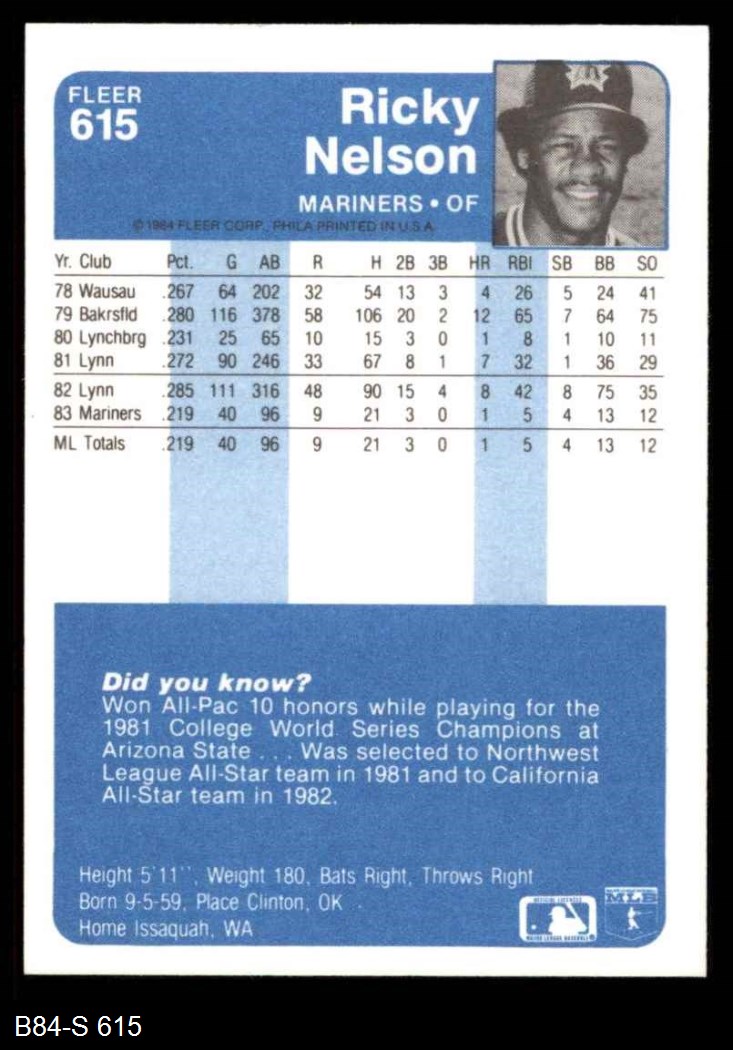 FLEER
615
Ricky
Nelson
MARINERS • OF
© 1984 FLEER CORP., PHILA PRINTED IN U.S.A.
Yr. Club Pct. G AB R H 2B 3B HR RBI SB BB SO
78 Wausau .267 64 202 32 54 13 3 4 26 5 24 41
79 Bakrsfld .280 116 378 58 106 20 2 12 65 7 64 75
80 Lynchbrg .231 25 65 10 15 3 0 1 8 1 10 11
81 Lynn .272 90 246 33 67 8 1 7 32 1 36 29
82 Lynn .285 111 316 48 90 15 4 8 42 8 75 35
83 Mariners .219 40 96 9 21 3 0 1 5 4 13 12
ML Totals .219 40 96 9 21 3 0 1 5 4 13 12
Did you know?
Won All-Pac 10 honors while playing for the
1981 College World Series Champions at
Arizona State . . . Was selected to Northwest
League All-Star team in 1981 and to California
All-Star team in 1982.
Height 5'11'', Weight 180, Bats Right, Throws Right
Born 9-5-59, Place Clinton, OK
Home Issaquah, WA
OFFICIAL LICENSEE
MAJOR LEAGUE BASEBALL
MLB
B84-S 615